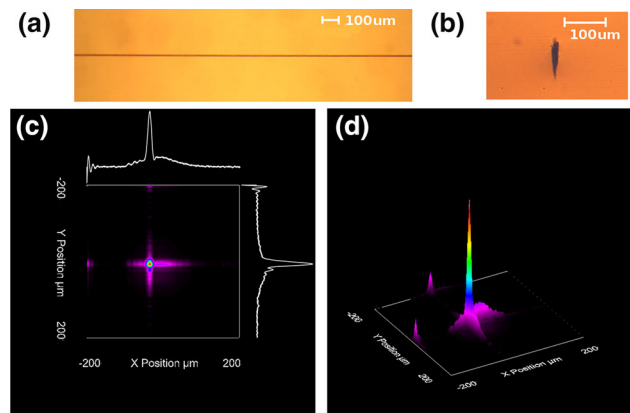 (a)
100um
(b)
100um
(c)
-200
Y Position µm
200
-200
X Position µm
200
(d)
-200
Y Position µm
200
-200
X Position µm
200